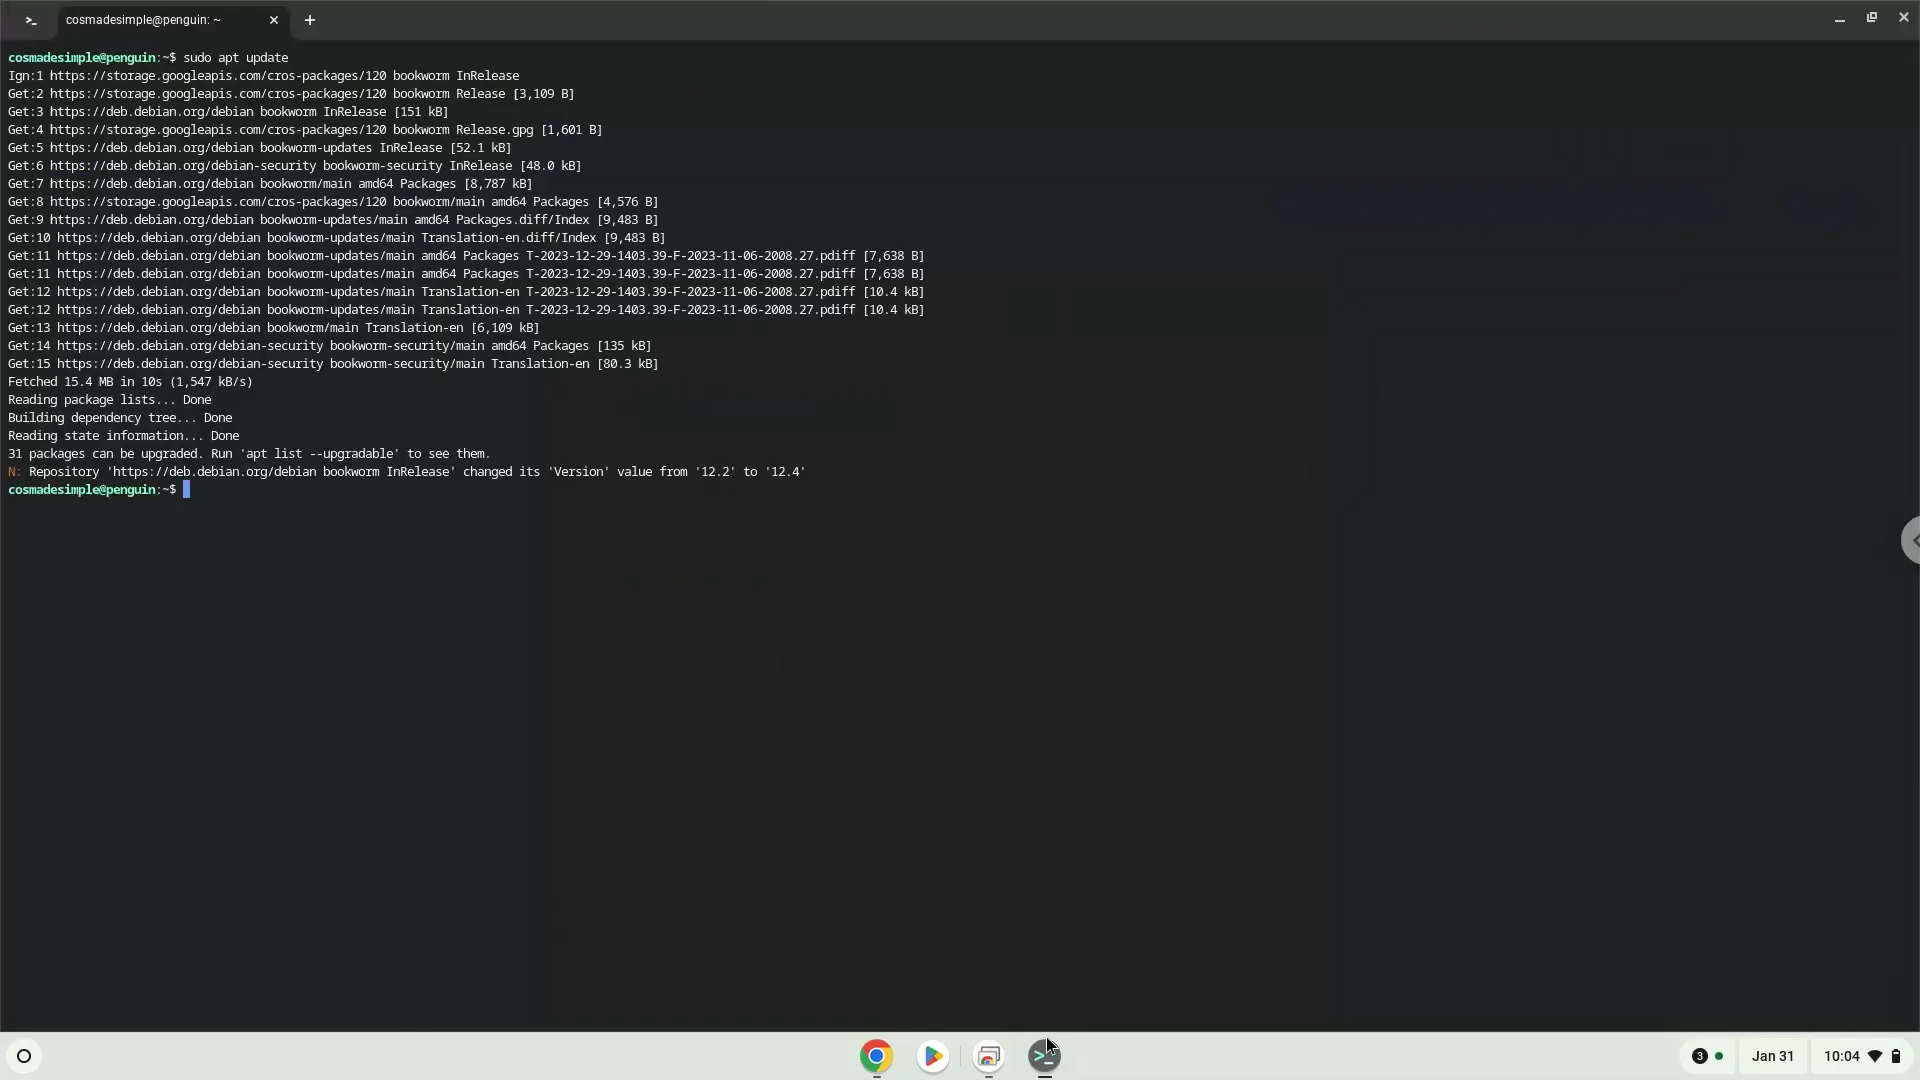 cosmadesimple@penguin: ~
cosmadesimple@penguin:~$ sudo apt update
Ign:1 https://storage.googleapis.com/cros-packages/120 bookworm InRelease
Get:2 https://storage.googleapis.com/cros-packages/120 bookworm Release [3,109 B]
Get:3 https://deb.debian.org/debian bookworm InRelease [151 kB]
Get:4 https://storage.googleapis.com/cros-packages/120 bookworm Release.gpg [1,601 B]
Get:5 https://deb.debian.org/debian bookworm-updates InRelease [52.1 kB]
Get:6 https://deb.debian.org/debian-security bookworm-security InRelease [48.0 kB]
Get:7 https://deb.debian.org/debian bookworm/main amd64 Packages [8,787 kB]
Get:8 https://storage.googleapis.com/cros-packages/120 bookworm/main amd64 Packages [4,576 B]
Get:9 https://deb.debian.org/debian bookworm-updates/main amd64 Packages.diff/Index [9,483 B]
Get:10 https://deb.debian.org/debian bookworm-updates/main Translation-en.diff/Index [9,483 B]
Get:11 https://deb.debian.org/debian bookworm-updates/main amd64 Packages T-2023-12-29-1403.39-F-2023-11-06-2008.27.pdiff [7,638 B]
Get:11 https://deb.debian.org/debian bookworm-updates/main amd64 Packages T-2023-12-29-1403.39-F-2023-11-06-2008.27.pdiff [7,638 B]
Get:12 https://deb.debian.org/debian bookworm-updates/main Translation-en T-2023-12-29-1403.39-F-2023-11-06-2008.27.pdiff [10.4 kB]
Get:12 https://deb.debian.org/debian bookworm-updates/main Translation-en T-2023-12-29-1403.39-F-2023-11-06-2008.27.pdiff [10.4 kB]
Get:13 https://deb.debian.org/debian bookworm/main Translation-en [6,109 kB]
Get:14 https://deb.debian.org/debian-security bookworm-security/main amd64 Packages [135 kB]
Get:15 https://deb.debian.org/debian-security bookworm-security/main Translation-en [80.3 kB]
Fetched 15.4 MB in 10s (1,547 kB/s)
Reading package lists... Done
Building dependency tree... Done
Reading state information... Done
31 packages can be upgraded. Run 'apt list --upgradable' to see them.
N: Repository 'https://deb.debian.org/debian bookworm InRelease' changed its 'Version' value from '12.2' to '12.4'
cosmadesimple@penguin:~$
3 Jan 31 10:04